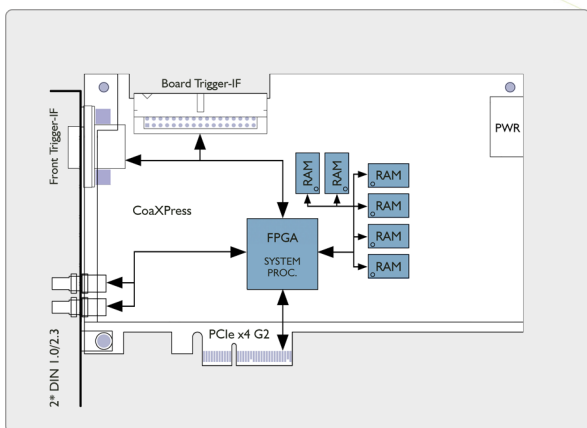 Board Trigger-IF
Front Trigger-IF
PWR
RAM
RAM
RAM
RAM
RAM
RAM
CoaXPress
FPGA
SYSTEM
PROC.
PCIe x4 G2
2* DIN 1.0/2.3